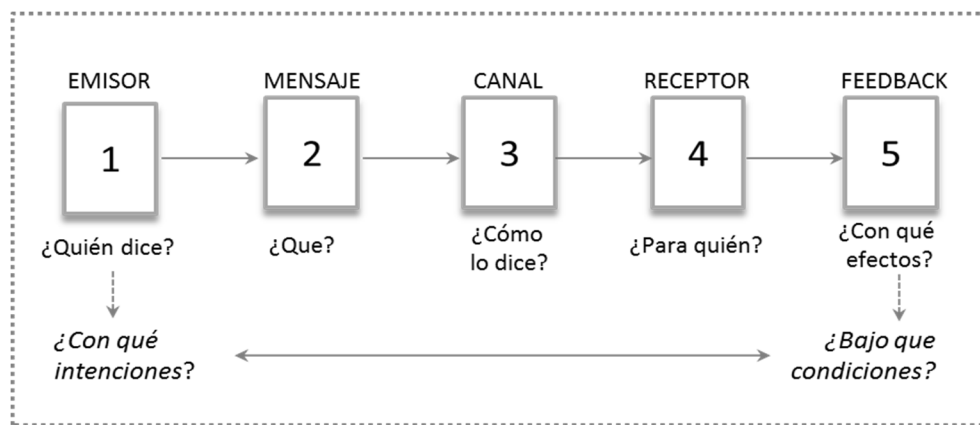 EMISOR
MENSAJE
CANAL
RECEPTOR
FEEDBACK
1
2
3
4
5
¿Quién dice?
¿Que?
¿Cómo
lo dice?
¿Para quién?
¿Con qué
efectos?
¿Con qué
intenciones?
¿Bajo que
condiciones?